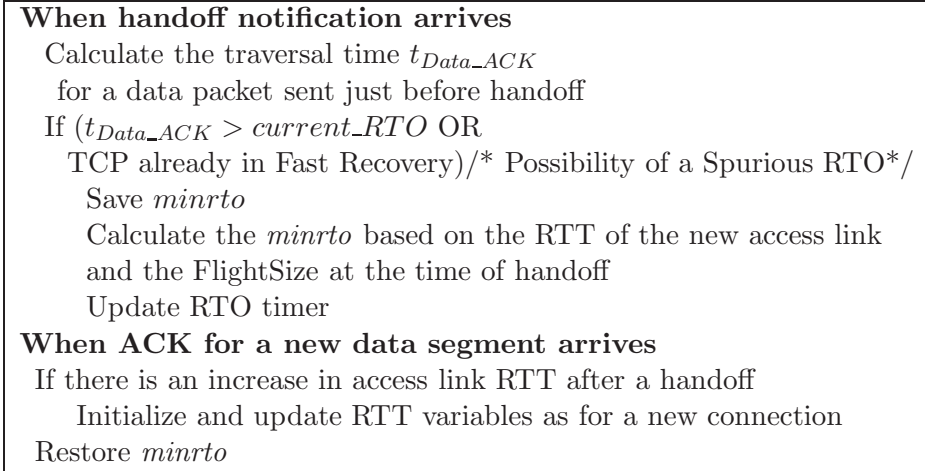 When handoff notification arrives
Calculate the traversal time t_{Data_ACK}
for a data packet sent just before handoff
If (t_{Data_ACK} > current_RTO OR
TCP already in Fast Recovery)/* Possibility of a Spurious RTO*/
Save minrto
Calculate the minrto based on the RTT of the new access link
and the FlightSize at the time of handoff
Update RTO timer
When ACK for a new data segment arrives
If there is an increase in access link RTT after a handoff
Initialize and update RTT variables as for a new connection
Restore minrto